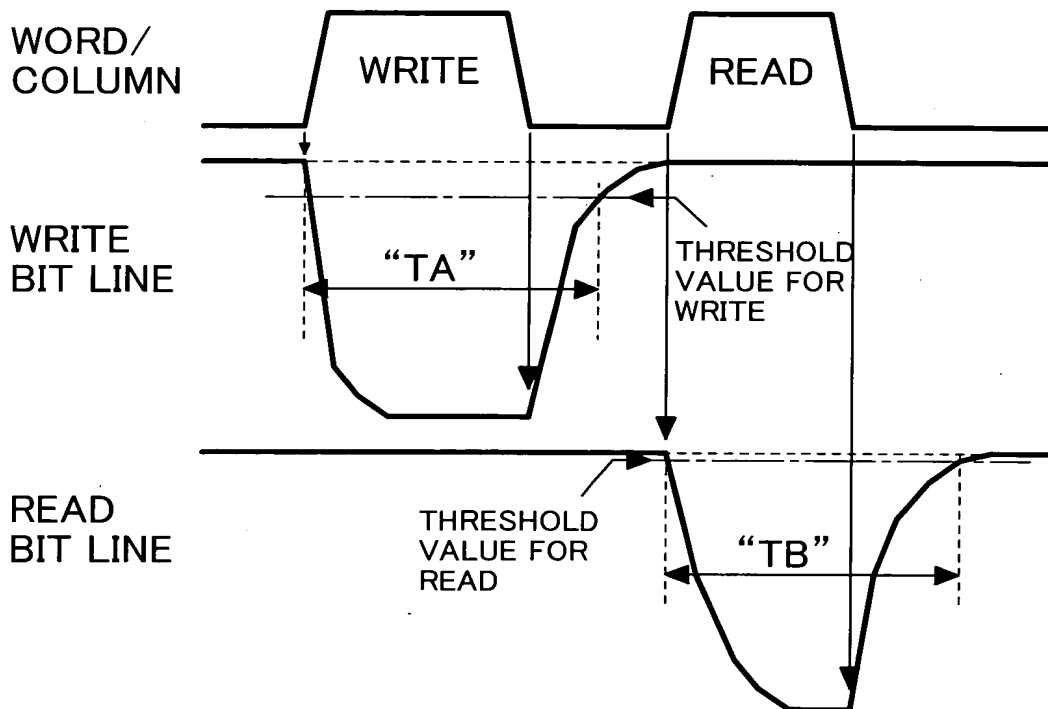 WORD/
COLUMN
WRITE
READ
WRITE
BIT LINE
“TA”
THRESHOLD
VALUE FOR
WRITE
READ
BIT LINE
THRESHOLD
VALUE FOR
READ
“TB”